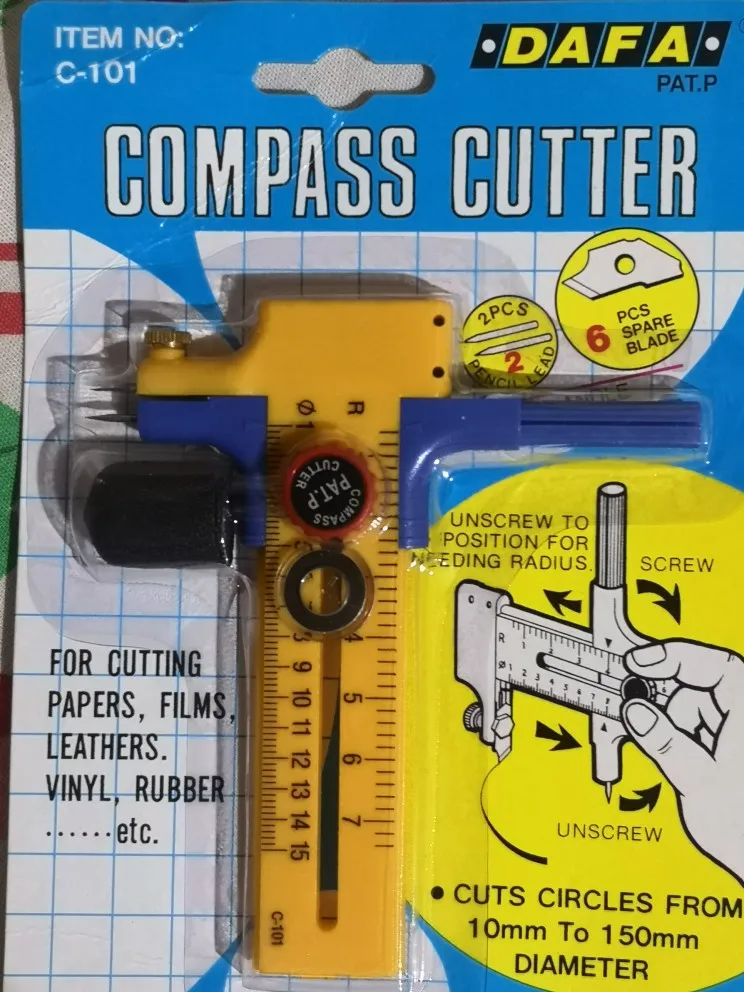 ITEM NO:
C-101
DAFA
PAT.P
COMPASS CUTTER
2PCS
2
PENCIL LEAD
6 PCS
SPARE
BLADE
Ø1
R
PAT.P
COMPASS
CUTTER
UNSCREW TO
POSITION FOR
NEEDING RADIUS.
SCREW
UNSCREW
FOR CUTTING
PAPERS, FILMS,
LEATHERS.
VINYL, RUBBER
......etc.
4
5
6
7
8
9
10
11
12
13
14
15
C-101
• CUTS CIRCLES FROM
10mm To 150mm
DIAMETER